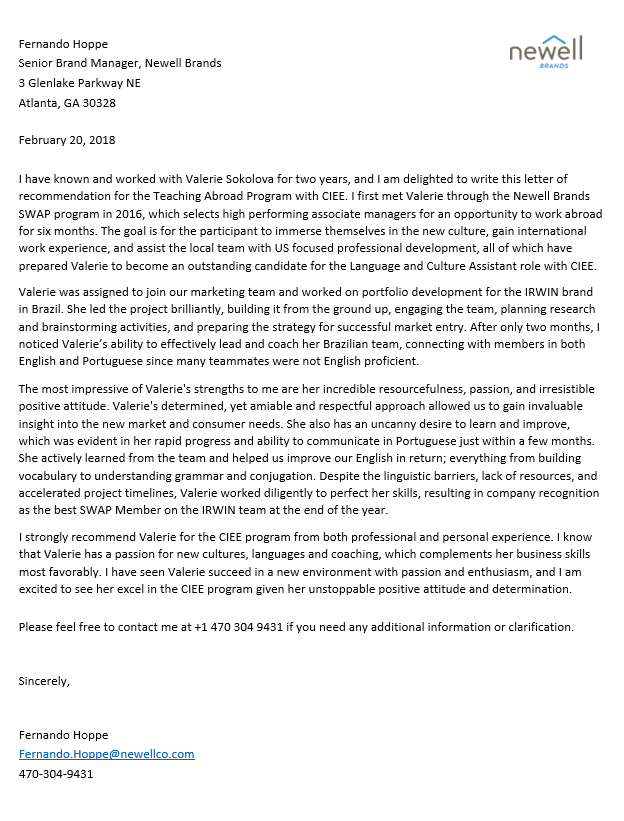 Fernando Hoppe
newell
BRANDS
Senior Brand Manager, Newell Brands
3 Glenlake Parkway NE
Atlanta, GA 30328
February 20, 2018
I have known and worked with Valerie Sokolova for two years, and I am delighted to write this letter of
recommendation for the Teaching Abroad Program with CIEE. I first met Valerie through the Newell Brands
SWAP program in 2016, which selects high performing associate managers for an opportunity to work abroad
for six months. The goal is for the participant to immerse themselves in the new culture, gain international
work experience, and assist the local team with US focused professional development, all of which have
prepared Valerie to become an outstanding candidate for the Language and Culture Assistant role with CIEE.
Valerie was assigned to join our marketing team and worked on portfolio development for the IRWIN brand
in Brazil. She led the project brilliantly, building it from the ground up, engaging the team, planning research
and brainstorming activities, and preparing the strategy for successful market entry. After only two months, I
noticed Valerie's ability to effectively lead and coach her Brazilian team, connecting with members in both
English and Portuguese since many teammates were not English proficient.
The most impressive of Valerie's strengths to me are her incredible resourcefulness, passion, and irresistible
positive attitude. Valerie's determined, yet amiable and respectful approach allowed us to gain invaluable
insight into the new market and consumer needs. She also has an uncanny desire to learn and improve,
which was evident in her rapid progress and ability to communicate in Portuguese just within a few months.
She actively learned from the team and helped us improve our English in return; everything from building
vocabulary to understanding grammar and conjugation. Despite the linguistic barriers, lack of resources, and
accelerated project timelines, Valerie worked diligently to perfect her skills, resulting in company recognition
as the best SWAP Member on the IRWIN team at the end of the year.
I strongly recommend Valerie for the CIEE program from both professional and personal experience. I know
that Valerie has a passion for new cultures, languages and coaching, which complements her business skills
most favorably. I have seen Valerie succeed in a new environment with passion and enthusiasm, and I am
excited to see her excel in the CIEE program given her unstoppable positive attitude and determination.
Please feel free to contact me at +1 470 304 9431 if you need any additional information or clarification.
Sincerely,
Fernando Hoppe
Fernando.Hoppe@newellco.com
470-304-9431